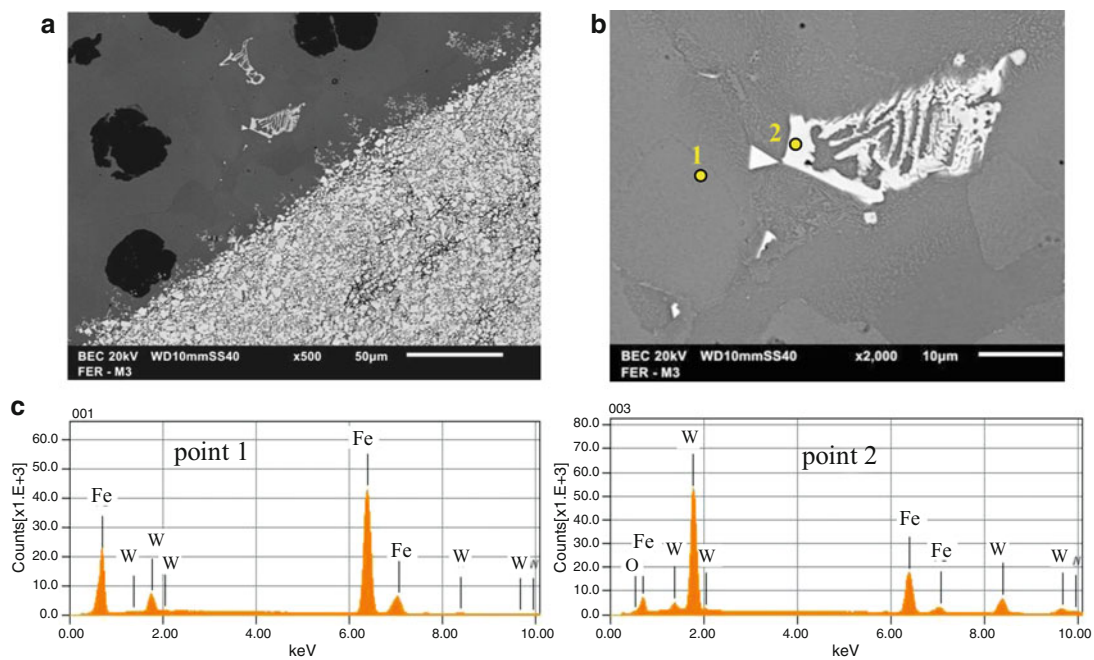 a
BEC 20kV WD10mmSS40 x500 50µm
FER - M3
b
1
2
BEC 20kV WD10mmSS40 x2,000 10µm
FER - M3
c
001
point 1
Counts[x1.E+3]
60.0
50.0
40.0
30.0
20.0
10.0
0.0
Fe
W
W
W
Fe
Fe
W
W
0.00 2.00 4.00 6.00 8.00 10.00
keV
003
point 2
Counts[x1.E+3]
80.0
70.0
60.0
50.0
40.0
30.0
20.0
10.0
0.0
O
Fe
W
W
W
Fe
Fe
W
W
0.00 2.00 4.00 6.00 8.00 10.00
keV